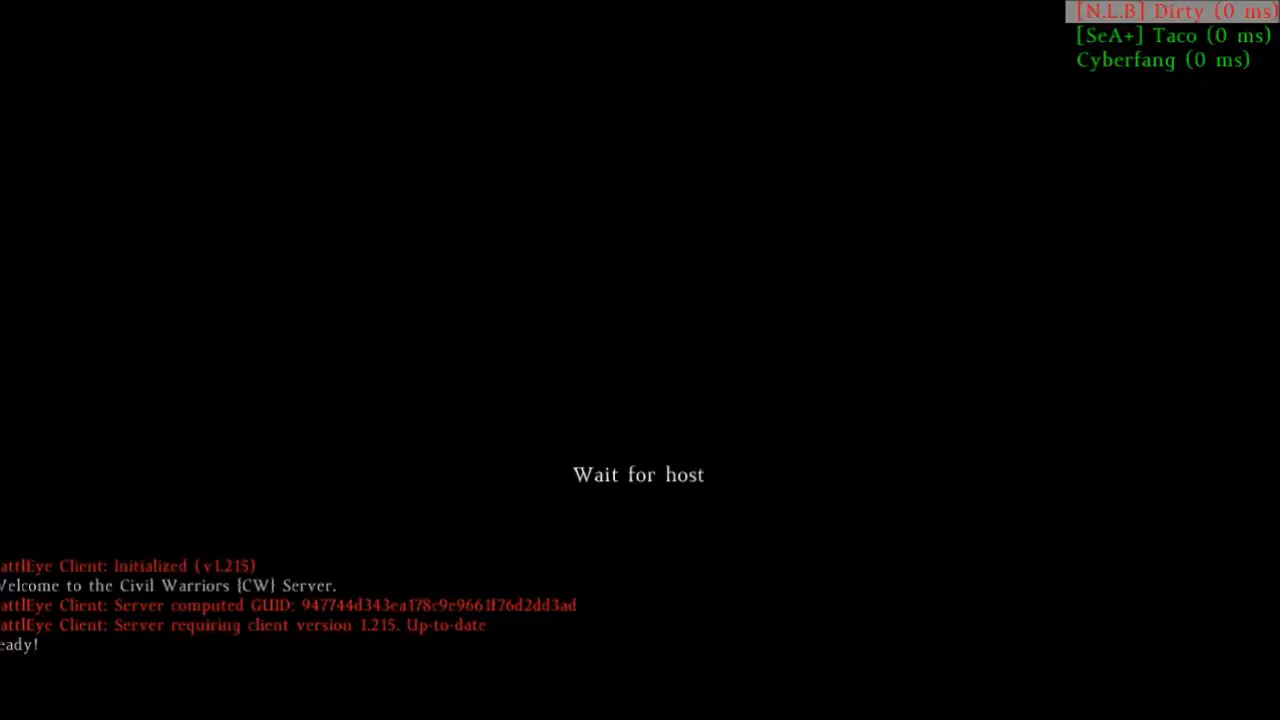 [N.L.B] Dirty (0 ms)
[SeA+] Taco (0 ms)
Cyberfang (0 ms)
Wait for host
attlEye Client: Initialized (v1.215)
Welcome to the Civil Warriors {CW} Server.
attlEye Client: Server computed GUID: 947744d343ea178c9e9661f76d2dd3ad
attlEye Client: Server requiring client version 1.215. Up-to-date
eady!